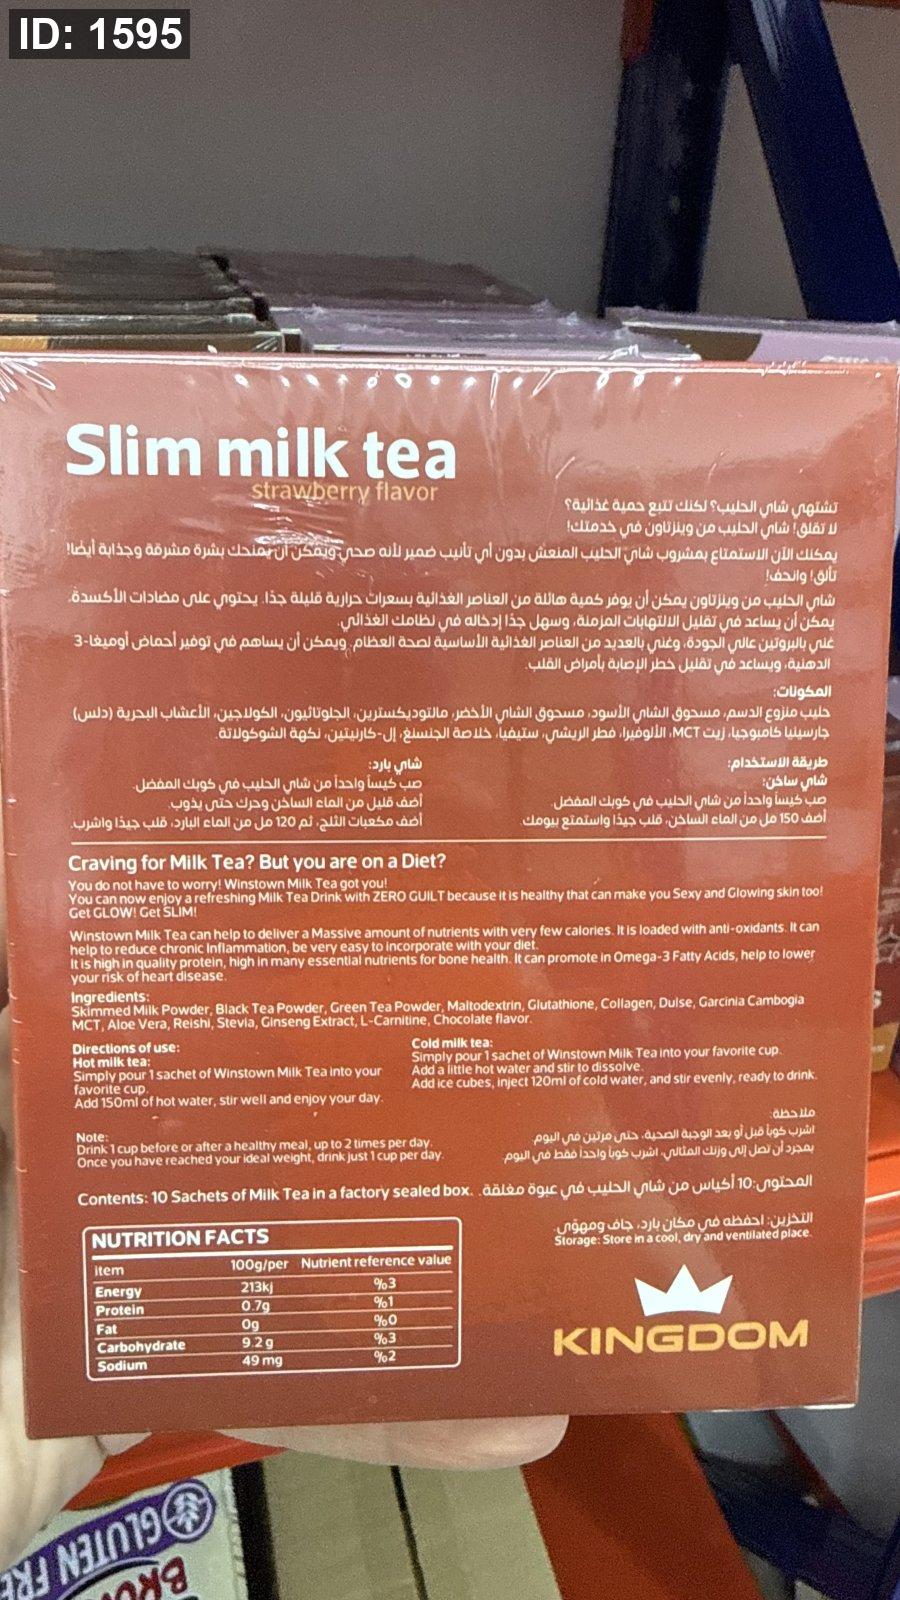 ID: 1595
Slim milk tea
strawberry flavor
تشتهي شاي الحليب؟ لكنك تتبع حمية غذائية؟
لا تقلق! شاي الحليب من وينزتاون في خدمتك!
يمكنك الآن الاستمتاع بمشروب شاي الحليب المنعش بدون أي تأنيب ضمير لأنه صحي ويمكن أن يمنحك بشرة مشرقة وجذابة أيضا!
تألق! وانحف!
شاي الحليب من وينزتاون يمكن أن يوفر كمية هائلة من العناصر الغذائية بسعرات حرارية قليلة جدًا. يحتوي على مضادات الأكسدة.
يمكن أن يساعد في تقليل الالتهابات المزمنة، وسهل جدًا إدخاله في نظامك الغذائي.
غني بالبروتين عالي الجودة، وغني بالعديد من العناصر الغذائية الأساسية لصحة العظام. ويمكن أن يساهم في توفير أحماض أوميغا-3
الدهنية، ويساعد في تقليل خطر الإصابة بأمراض القلب.
المكونات:
حليب منزوع الدسم، مسحوق الشاي الأسود، مسحوق الشاي الأخضر، مالتوديكسترين، الجلوتاثيون، الكولاجين، الأعشاب البحرية (دلس)
جارسينيا كامبوجيا، زيت MCT، الألوفيرا، فطر الريشي، ستيفيا، خلاصة الجنسنغ، إل-كارنيتين، نكهة الشوكولاتة.
طريقة الاستخدام:
شاي ساخن:
صب كيساً واحداً من شاي الحليب في كوبك المفضل.
أضف 150 مل من الماء الساخن، قلب جيدًا واستمتع بيومك.
شاي بارد:
صب كيساً واحداً من شاي الحليب في كوبك المفضل.
أضف قليل من الماء الساخن وحرك حتى يذوب.
أضف مكعبات الثلج، ثم 120 مل من الماء البارد، قلب جيدًا واشرب.
Craving for Milk Tea? But you are on a Diet?
You do not have to worry! Winstown Milk Tea got you!
You can now enjoy a refreshing Milk Tea Drink with ZERO GUILT because it is healthy that can make you Sexy and Glowing skin too!
Get GLOW! Get SLIM!
Winstown Milk Tea can help to deliver a Massive amount of nutrients with very few calories. It is loaded with anti-oxidants. It can
help to reduce chronic Inflammation, be very easy to incorporate with your diet.
It is high in quality protein, high in many essential nutrients for bone health. It can promote in Omega-3 Fatty Acids, help to lower
your risk of heart disease.
Ingredients:
Skimmed Milk Powder, Black Tea Powder, Green Tea Powder, Maltodextrin, Glutathione, Collagen, Dulse, Garcinia Cambogia
MCT, Aloe Vera, Reishi, Stevia, Ginseng Extract, L-Carnitine, Chocolate flavor.
Directions of use:
Hot milk tea:
Simply pour 1 sachet of Winstown Milk Tea into your
favorite cup.
Add 150ml of hot water, stir well and enjoy your day.
Cold milk tea:
Simply pour 1 sachet of Winstown Milk Tea into your favorite cup.
Add a little hot water and stir to dissolve.
Add ice cubes, inject 120ml of cold water, and stir evenly, ready to drink.
Note:
Drink 1 cup before or after a healthy meal, up to 2 times per day.
Once you have reached your ideal weight, drink just 1 cup per day.
ملاحظة:
اشرب كوبًا قبل أو بعد الوجبة الصحية، حتى مرتين في اليوم
بمجرد أن تصل إلى وزنك المثالي، اشرب كوبا واحداً فقط في اليوم
Contents: 10 Sachets of Milk Tea in a factory sealed box. المحتوى:10 أكياس من شاي الحليب في عبوة مغلقة.
التخزين: احفظه في مكان بارد، جاف ومهوّى.
Storage: Store in a cool, dry and ventilated place.
NUTRITION FACTS
item 100g/per Nutrient reference value
Energy 213kj %3
Protein 0.7g %1
Fat 0g %0
Carbohydrate 9.2g %3
Sodium 49 mg %2
KINGDOM
GLUTEN FRE